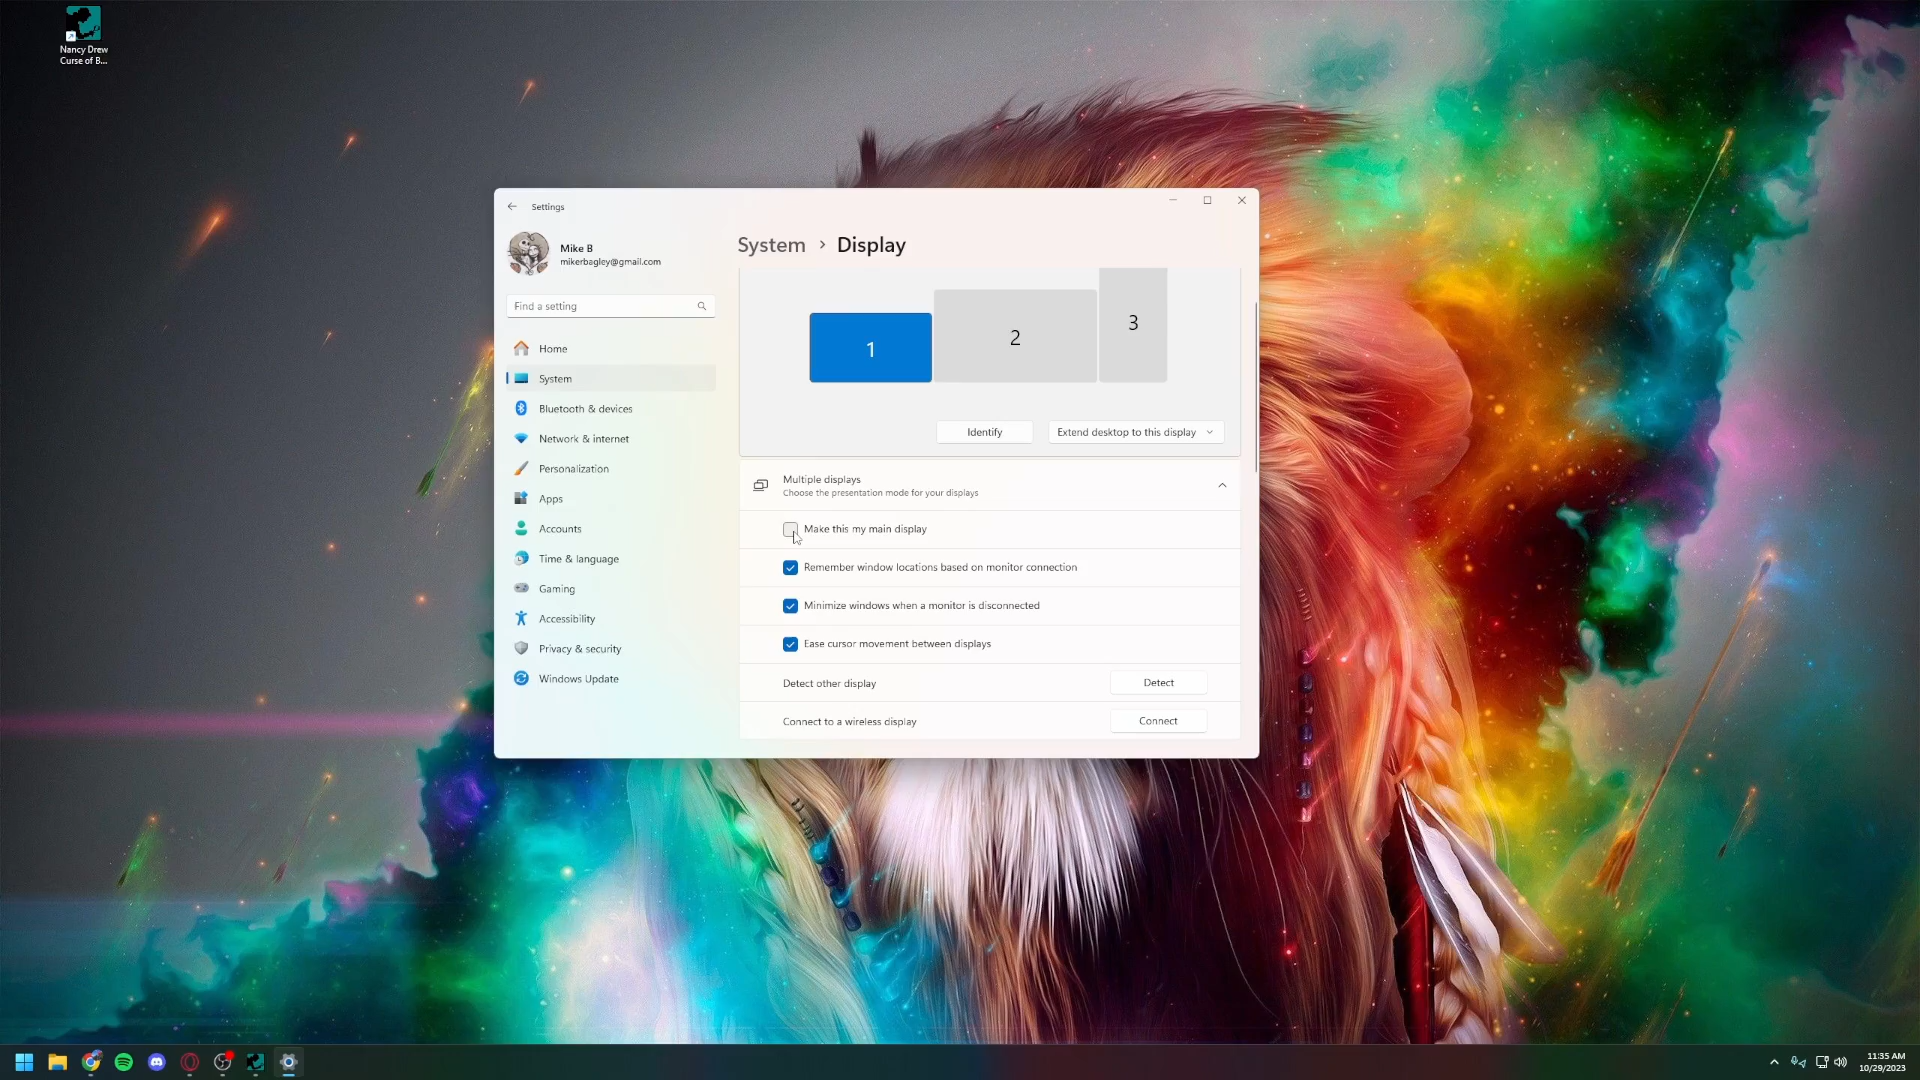 Nancy Drew
Curse of B...
Settings
Mike B
mikerbagley@gmail.com
Find a setting
Home
System
Bluetooth & devices
Network & internet
Personalization
Apps
Accounts
Time & language
Gaming
Accessibility
Privacy & security
Windows Update
System > Display
1
2
3
Identify
Extend desktop to this display
Multiple displays
Choose the presentation mode for your displays
Make this my main display
Remember window locations based on monitor connection
Minimize windows when a monitor is disconnected
Ease cursor movement between displays
Detect other display
Detect
Connect to a wireless display
Connect
11:35 AM
10/29/2023